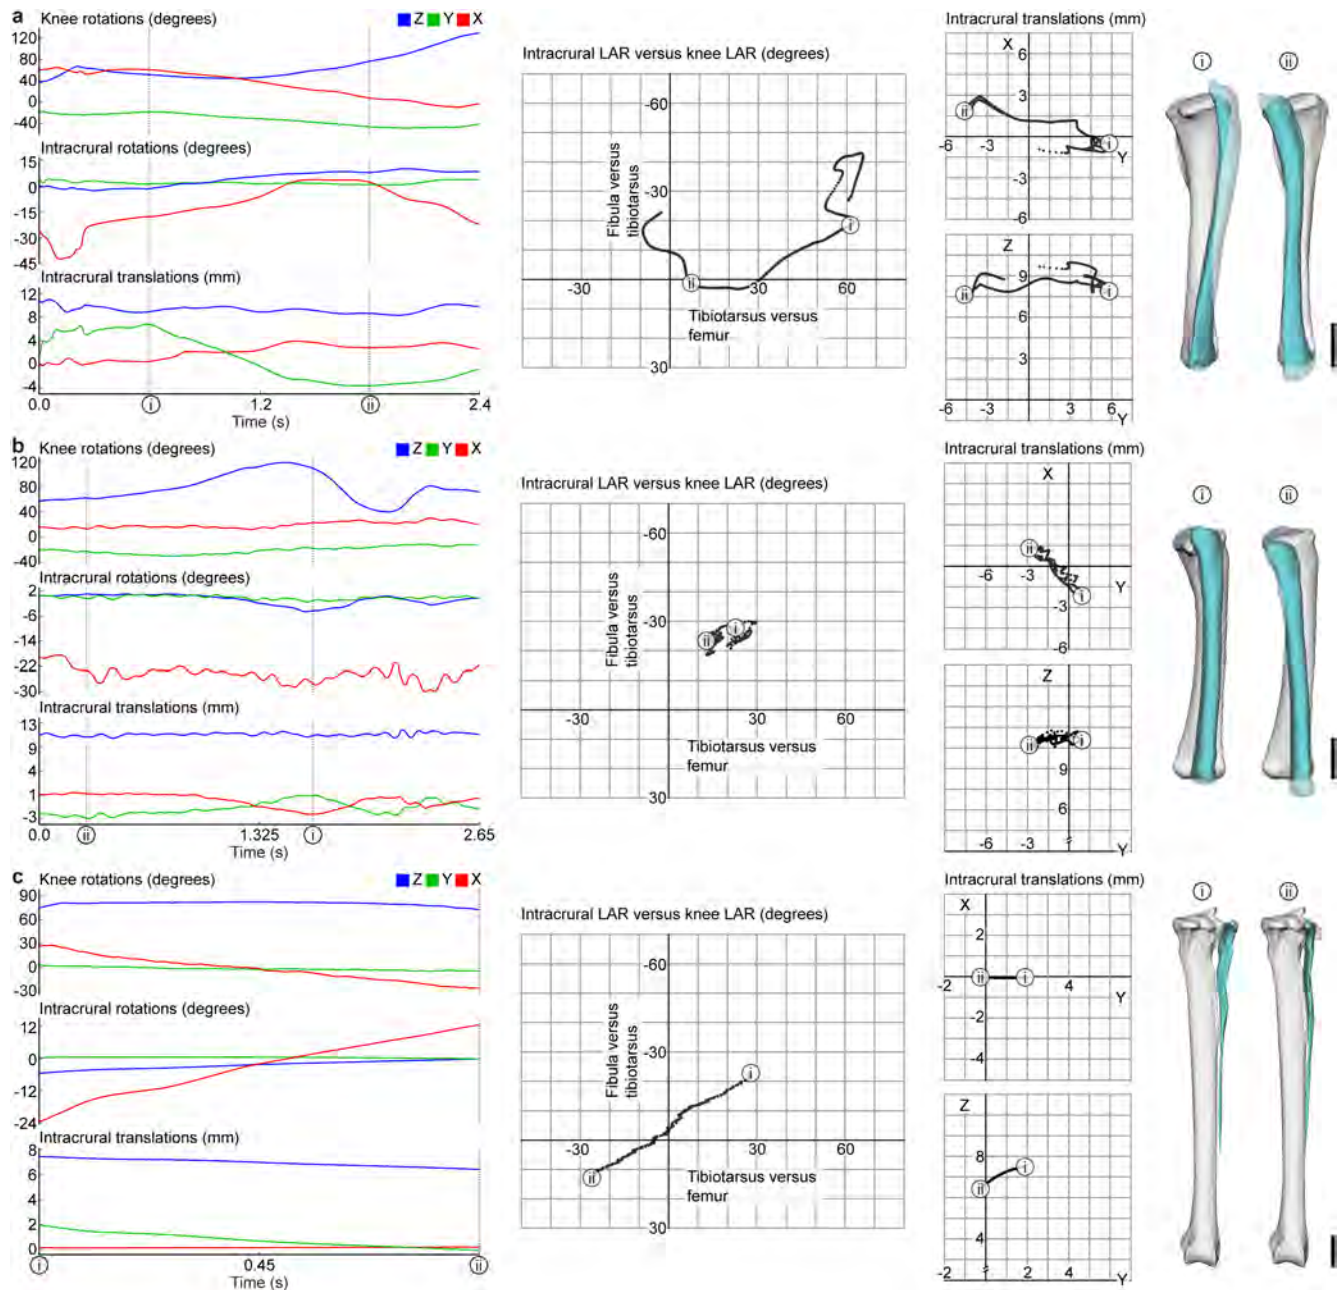 a
Knee rotations (degrees)
Z Y X
120
80
40
0
-40
Intracrural rotations (degrees)
15
0
-15
-30
-45
Intracrural translations (mm)
12
8
4
0
-4
0.0 i 1.2 ii 2.4
Time (s)
Intracrural LAR versus knee LAR (degrees)
-60
-30
Fibula versus
tibiotarsus
i
ii
-30 30 60
Tibiotarsus versus
femur
30
Intracrural translations (mm)
X
3
ii
i
-3 3
Y
-3
-6
Z
9
ii
i
6
3
-6 -3 3 6
Y
i ii
b
Knee rotations (degrees)
Z Y X
120
80
40
0
-40
Intracrural rotations (degrees)
2
-6
-14
-22
-30
Intracrural translations (mm)
13
9
4
1
-3
0.0 ii 1.325 i 2.65
Time (s)
Intracrural LAR versus knee LAR (degrees)
-60
-30
Fibula versus
tibiotarsus
ii i
-30 30 60
Tibiotarsus versus
femur
30
Intracrural translations (mm)
X
ii
-6 -3
Y
i
-3
-6
Z
ii i
9
6
-6 -3
Y
i ii
c
Knee rotations (degrees)
Z Y X
90
60
30
0
-30
Intracrural rotations (degrees)
12
0
-12
-24
Intracrural translations (mm)
8
6
4
2
0
i 0.45 ii
Time (s)
Intracrural LAR versus knee LAR (degrees)
-60
-30
Fibula versus
tibiotarsus
i
-30 30 60
ii
Tibiotarsus versus
femur
30
Intracrural translations (mm)
X
2
ii i
-2 4
Y
-2
-4
Z
8
i
ii
4
-2 2 4
Y
i ii